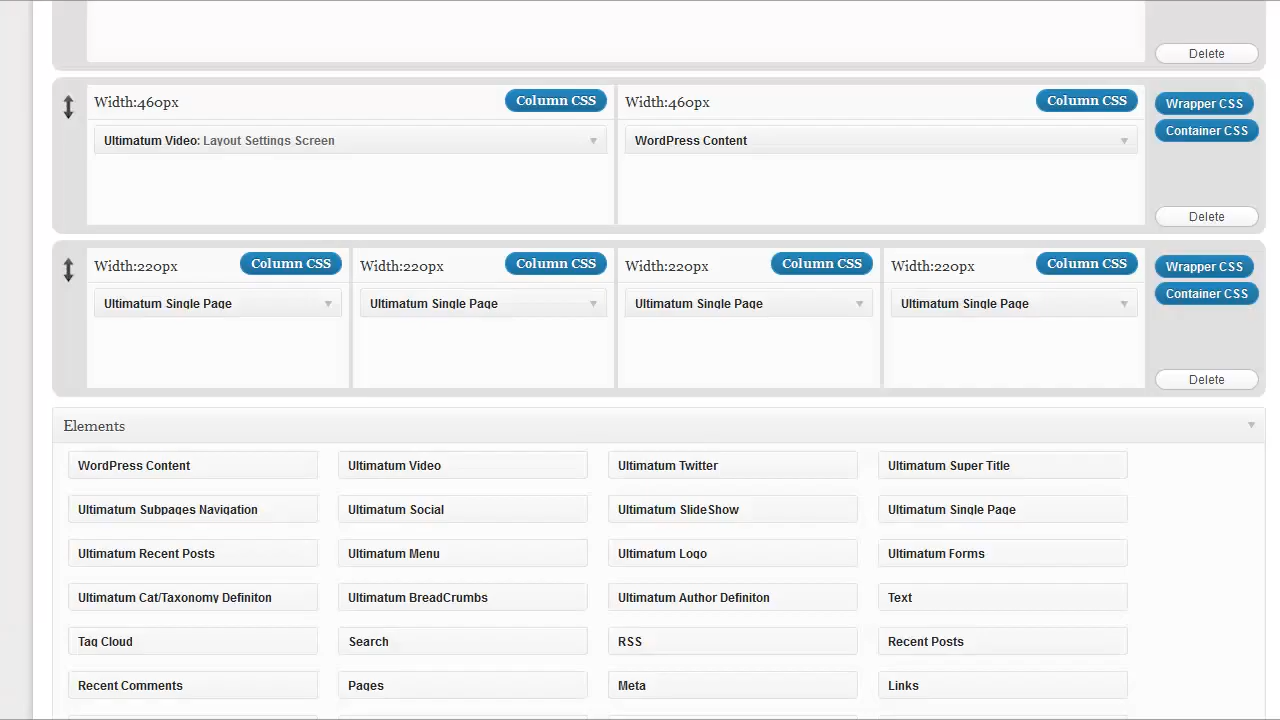 Delete
Width:460px Column CSS Width:460px Column CSS Wrapper CSS
Container CSS
Ultimatum Video: Layout Settings Screen WordPress Content
Delete
Width:220px Column CSS Width:220px Column CSS Width:220px Column CSS Width:220px Column CSS Wrapper CSS
Container CSS
Ultimatum Single Page Ultimatum Single Page Ultimatum Single Page Ultimatum Single Page
Delete
Elements
WordPress Content Ultimatum Video Ultimatum Twitter Ultimatum Super Title
Ultimatum Subpages Navigation Ultimatum Social Ultimatum SlideShow Ultimatum Single Page
Ultimatum Recent Posts Ultimatum Menu Ultimatum Logo Ultimatum Forms
Ultimatum Cat/Taxonomy Definiton Ultimatum BreadCrumbs Ultimatum Author Definiton Text
Tag Cloud Search RSS Recent Posts
Recent Comments Pages Meta Links